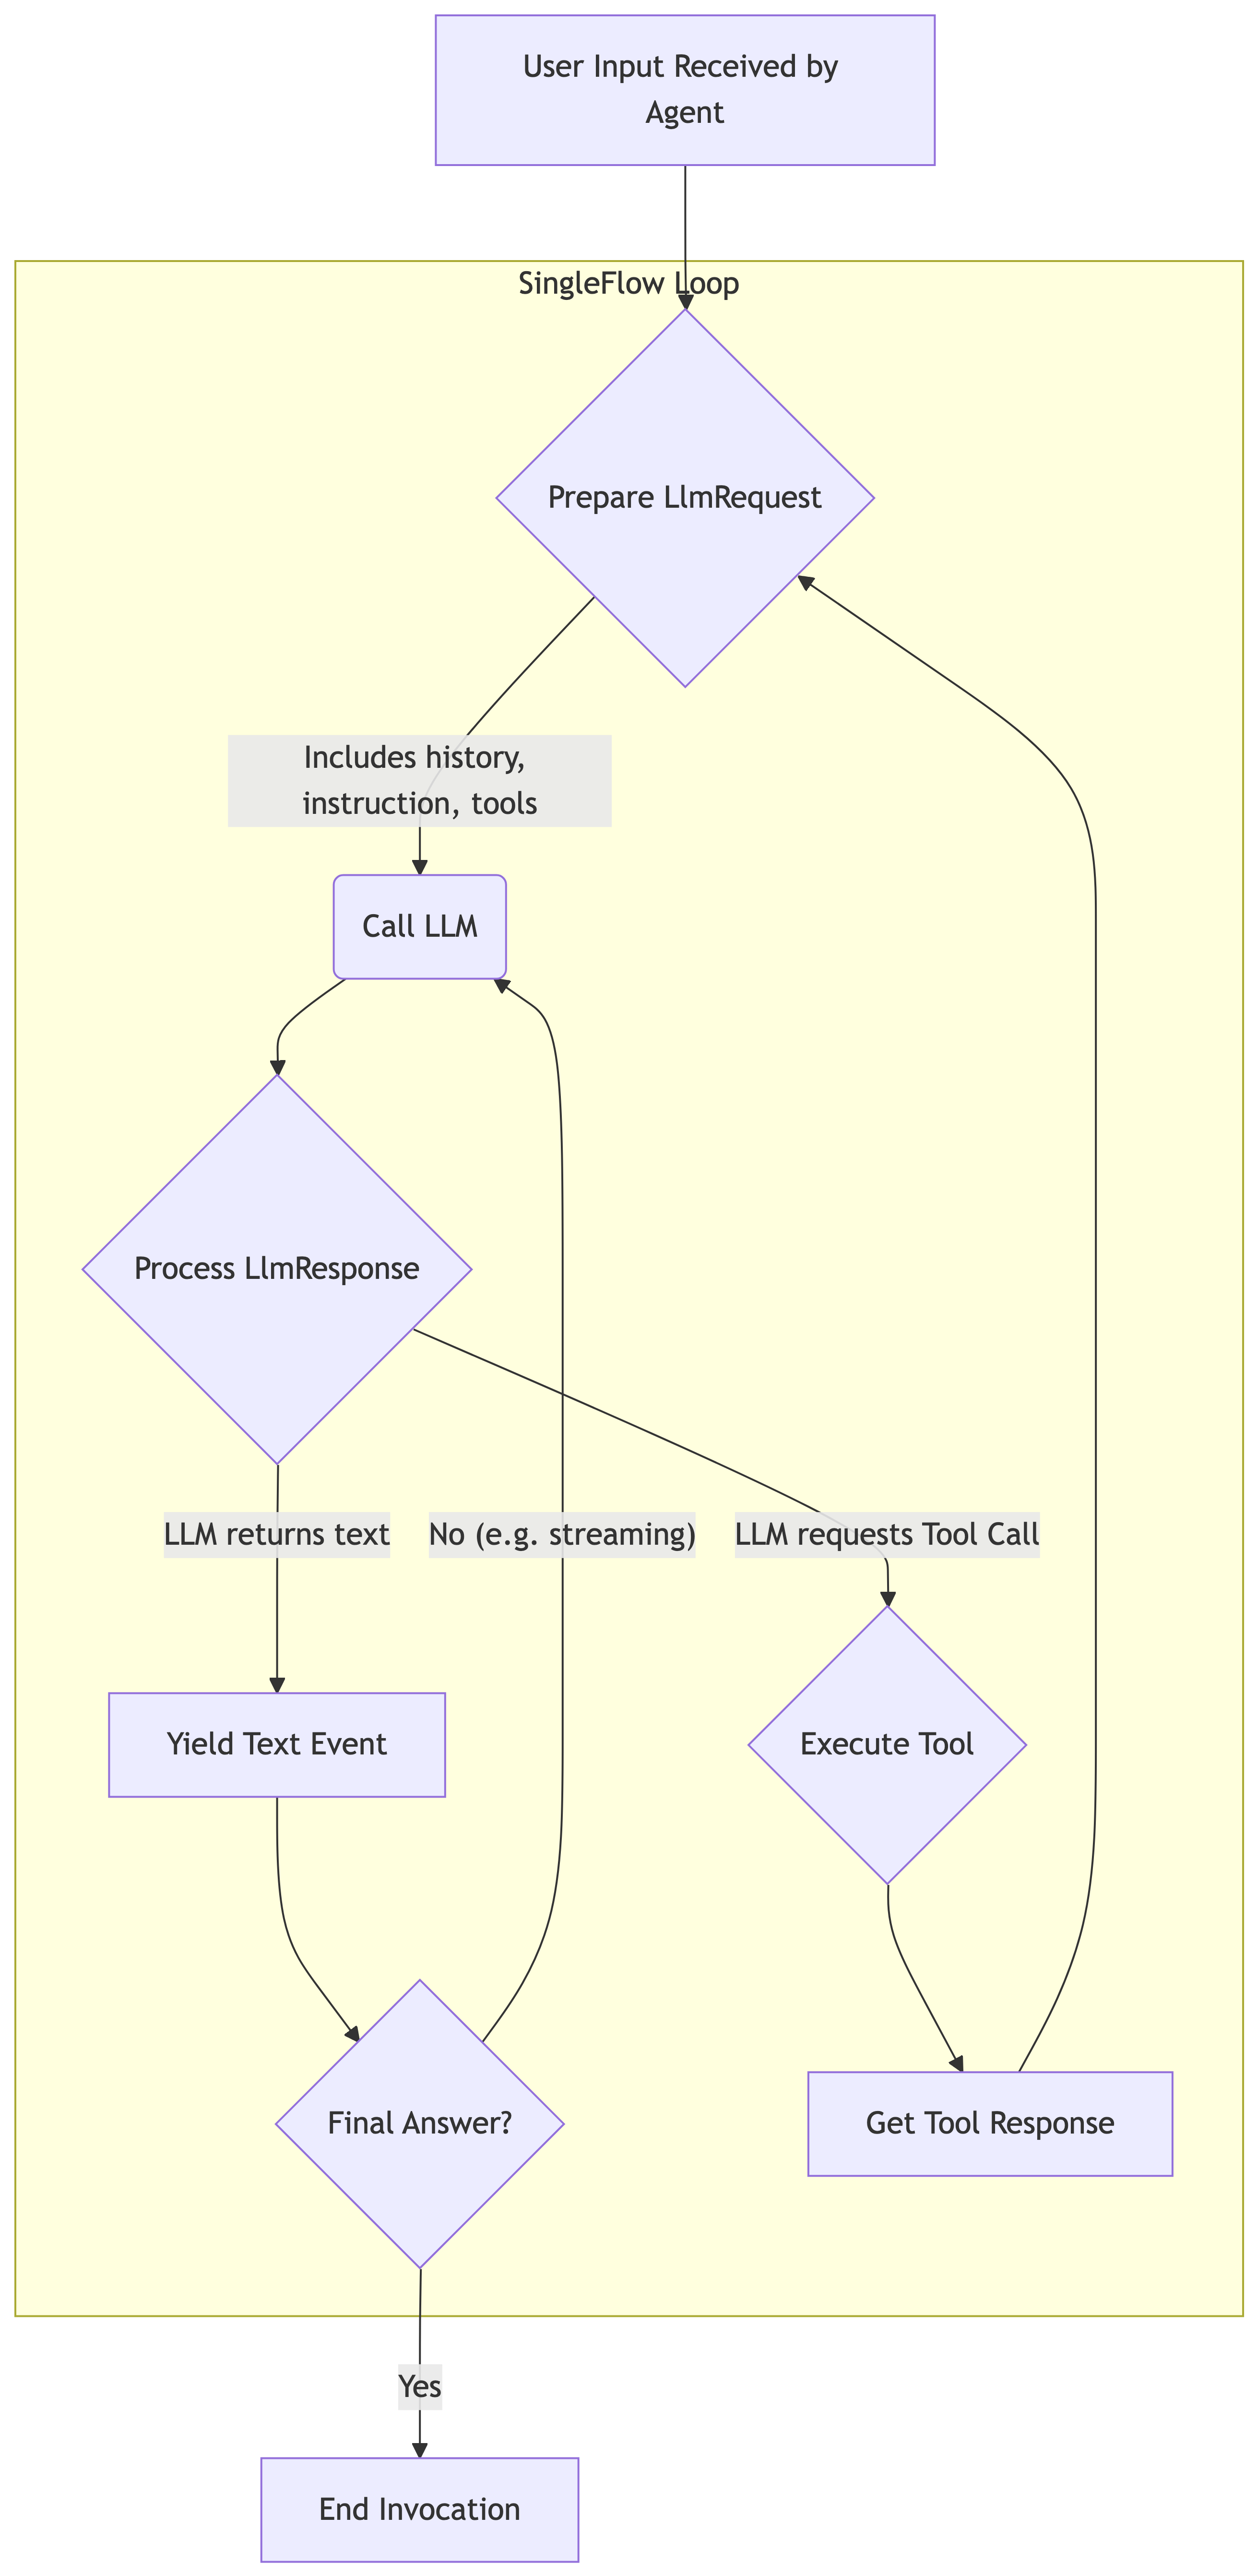 User Input Received by
Agent
SingleFlow Loop
Prepare LlmRequest
Includes history,
instruction, tools
Call LLM
Process LlmResponse
LLM returns text
No (e.g. streaming)
LLM requests Tool Call
Yield Text Event
Execute Tool
Final Answer?
Get Tool Response
Yes
End Invocation